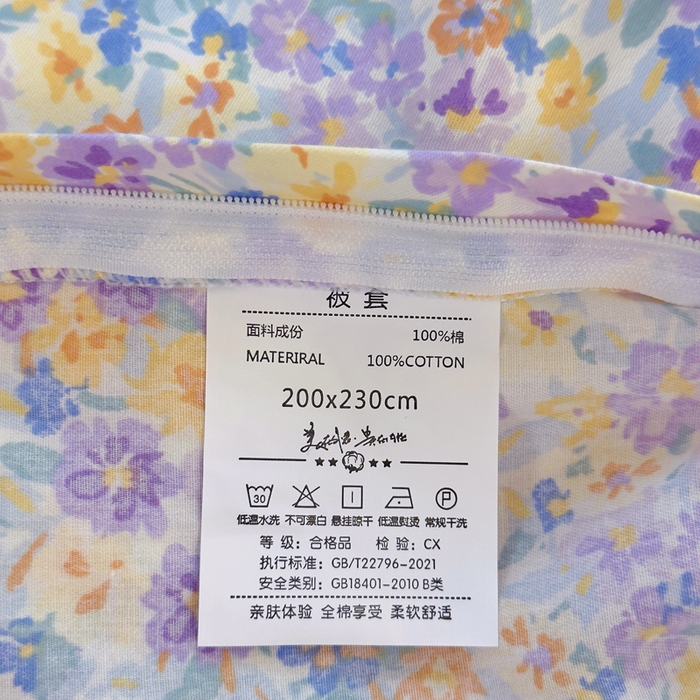 被套
面料成份 100%棉
MATERIRAL 100%COTTON
200x230cm
30 P
低温水洗 不可漂白 悬挂晾干 低温熨烫 常规干洗
等 级：合格品 检 验：CX
执行标准：GB/T22796-2021
安全类别：GB18401-2010 B类
亲肤体验 全棉享受 柔软舒适